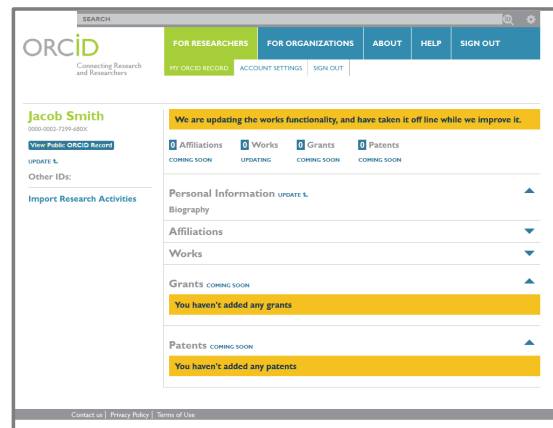 SEARCH
ORCiD
Connecting Research
and Researchers
FOR RESEARCHERS FOR ORGANIZATIONS ABOUT HELP SIGN OUT
MY ORCID RECORD ACCOUNT SETTINGS SIGN OUT
Jacob Smith
0000-0002-7299-680X
View Public ORCID Record
UPDATE
Other IDs:
Import Research Activities
We are updating the works functionality, and have taken it off line while we improve it.
0 Affiliations 0 Works 0 Grants 0 Patents
COMING SOON UPDATING COMING SOON COMING SOON
Personal Information UPDATE
Biography
Affiliations
Works
Grants COMING SOON
You haven't added any grants
Patents COMING SOON
You haven't added any patents
Contact us | Privacy Policy | Terms of Use